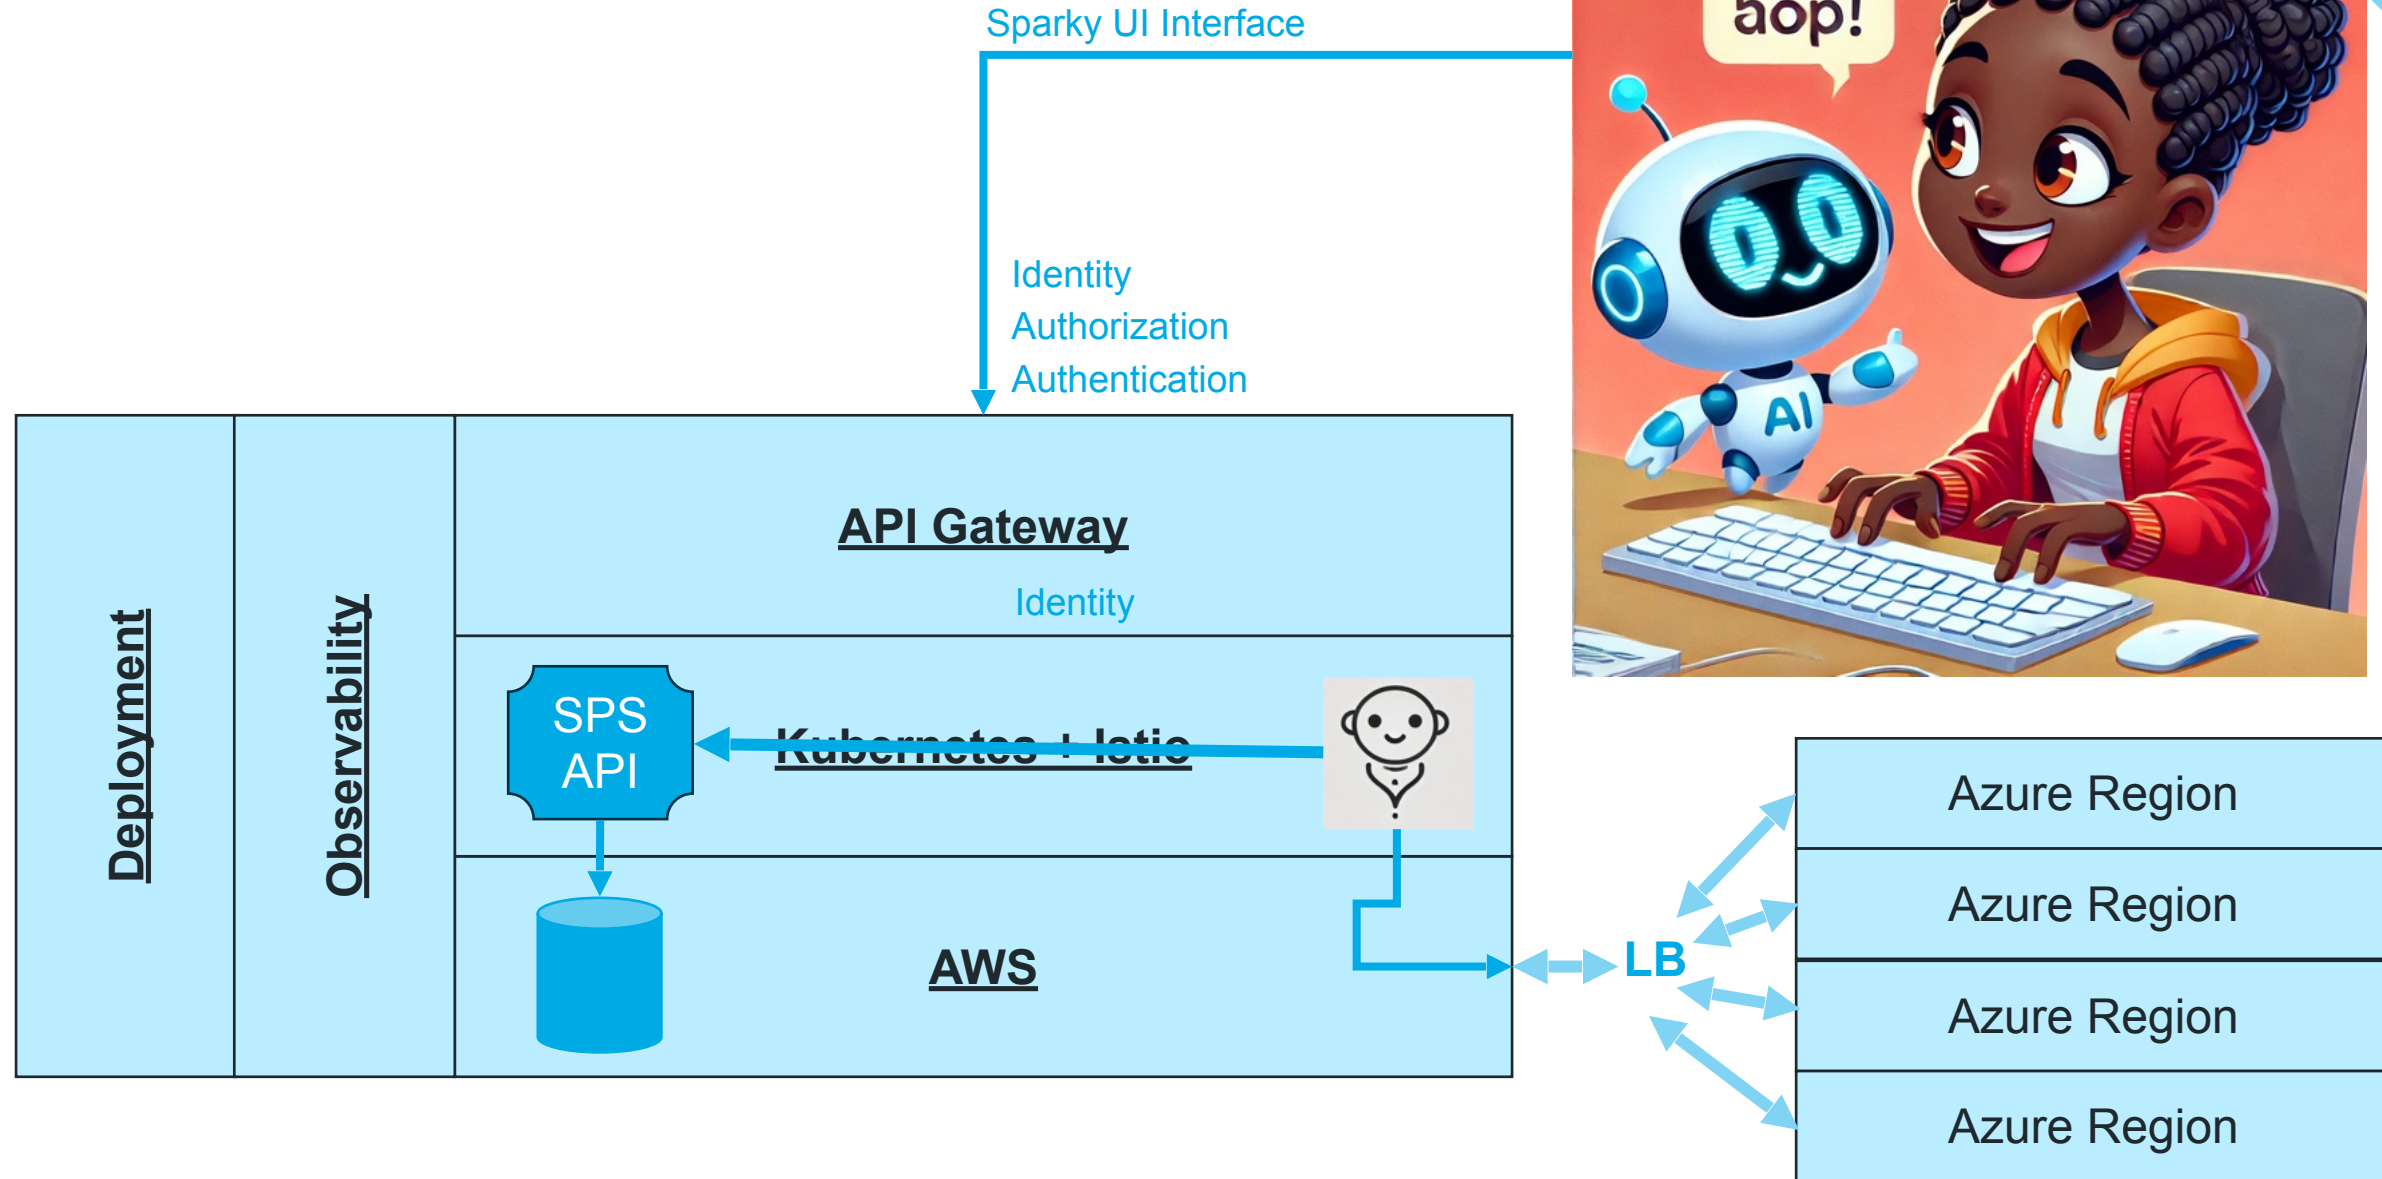 Sparky UI Interface
aop!
Identity
Authorization
Authentication
AI
API Gateway
Identity
Deployment
Observability
SPS
API
Kubernetes + Istio
AWS
LB
Azure Region
Azure Region
Azure Region
Azure Region